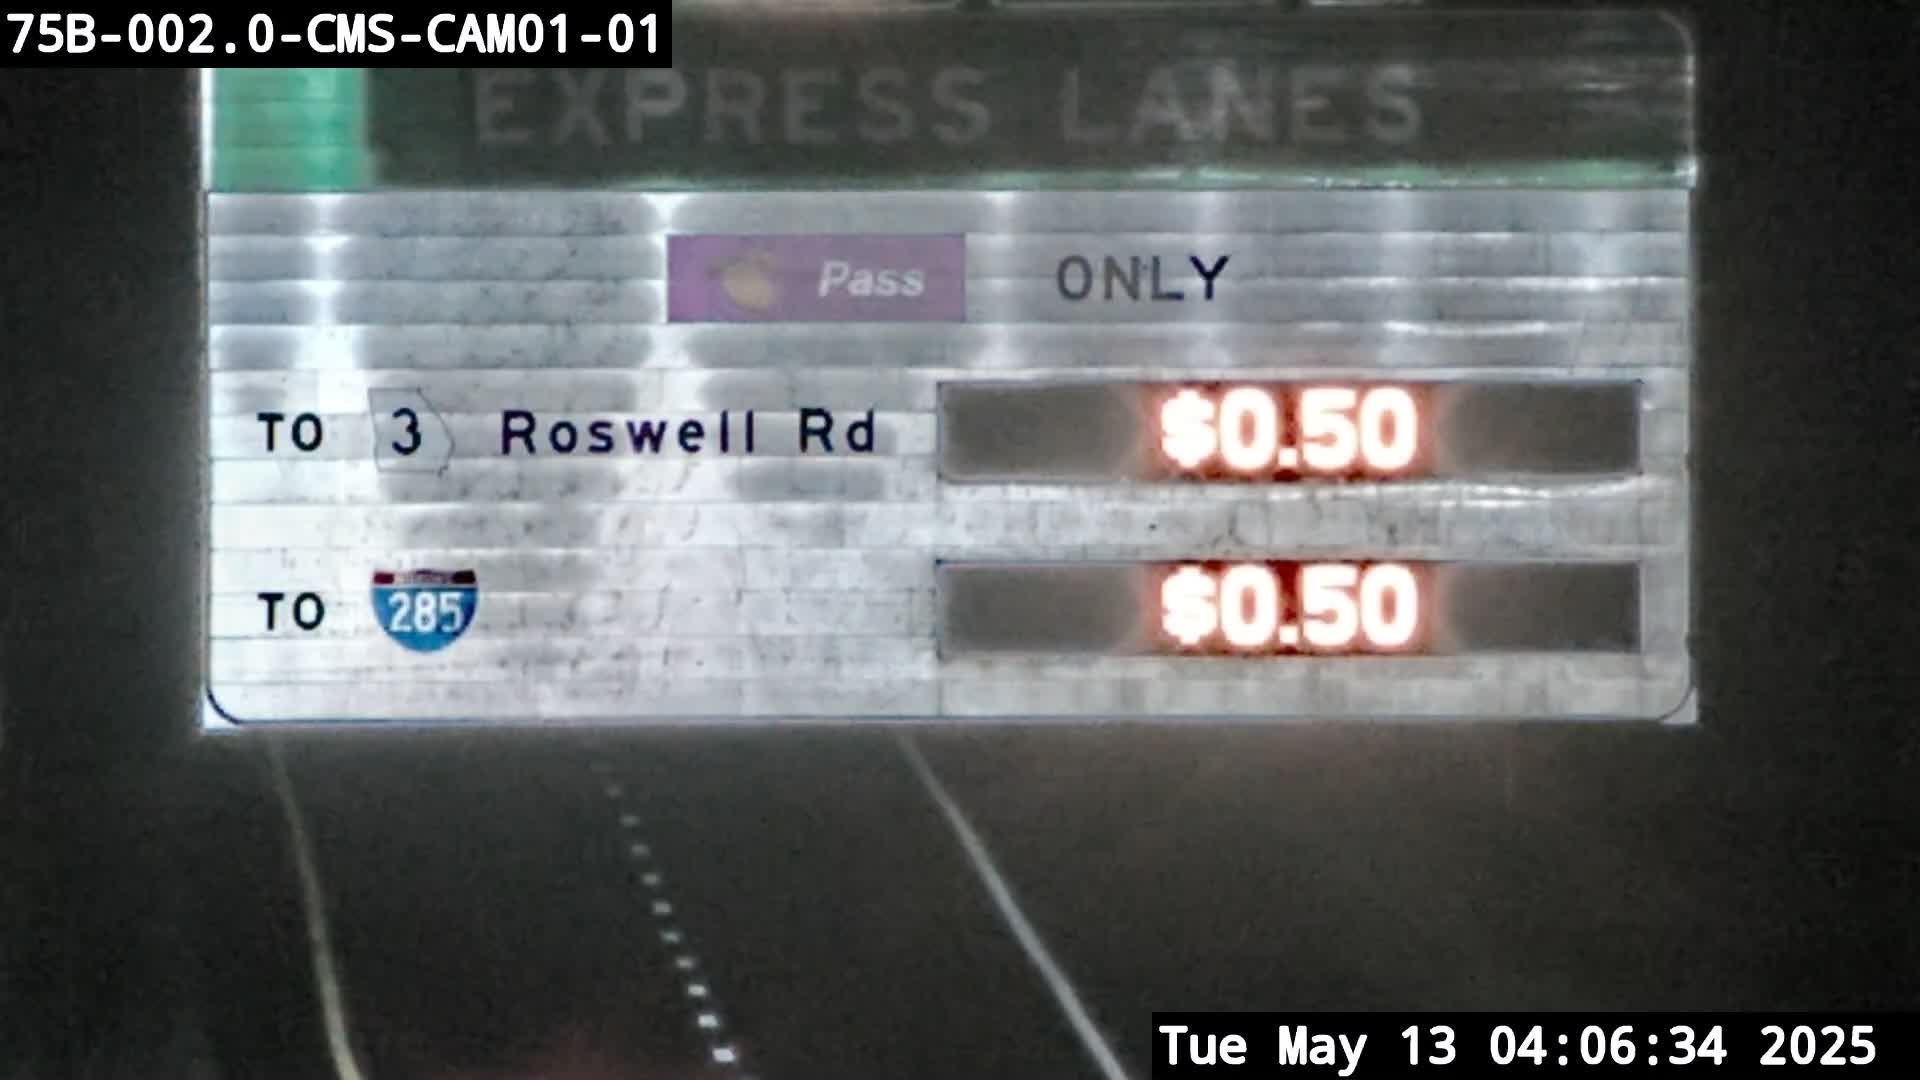 75B-002.0-CMS-CAM01-01
EXPRESS LANES
Pass ONLY
TO 3 Roswell Rd $0.50
TO 285 $0.50
Tue May 13 04:06:34 2025